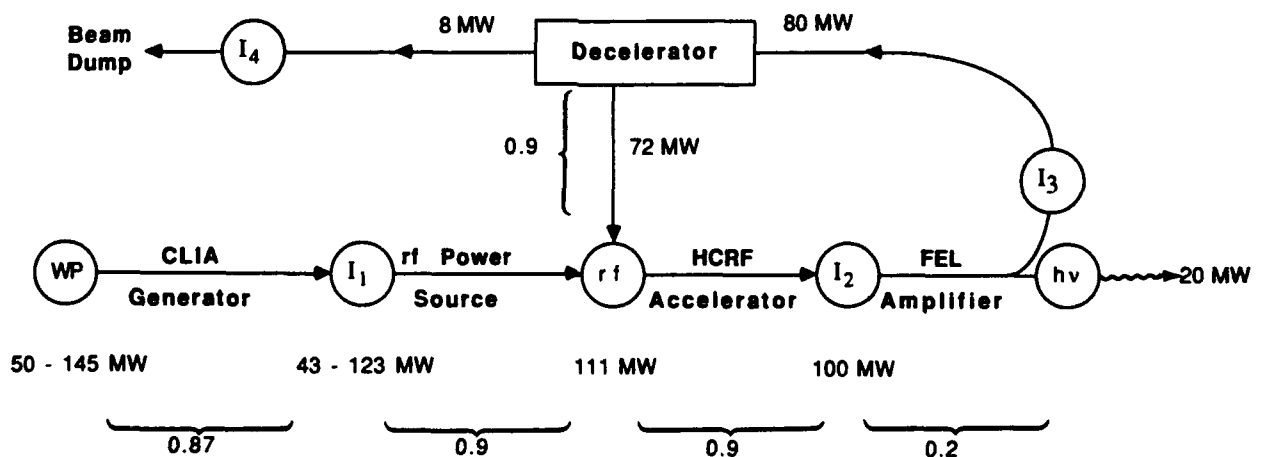 Beam
Dump
I4
8 MW
Decelerator
80 MW
0.9
72 MW
I3
WP
CLIA
Generator
I1
rf Power
Source
rf
HCRF
Accelerator
I2
FEL
Amplifier
hν
20 MW
50 - 145 MW
43 - 123 MW
111 MW
100 MW
0.87
0.9
0.9
0.2